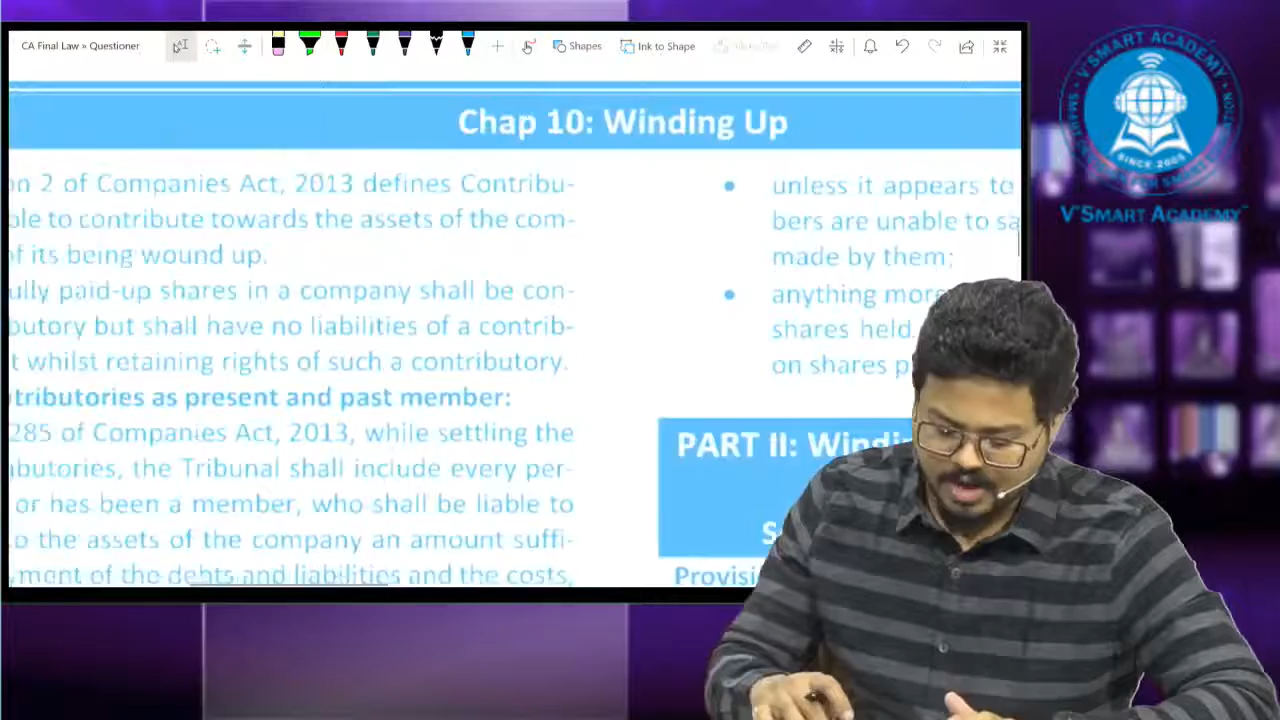 CA Final Law » Questioner
Shapes
Ink to Shape
Chap 10: Winding Up
on 2 of Companies Act, 2013 defines Contribu-
ble to contribute towards the assets of the com-
of its being wound up.
ully paid-up shares in a company shall be con-
butory but shall have no liabilities of a contrib-
t whilst retaining rights of such a contributory.
tributories as present and past member:
285 of Companies Act, 2013, while settling the
ibutories, the Tribunal shall include every per-
or has been a member, who shall be liable to
o the assets of the company an amount suffi-
ment of the debts and liabilities and the costs,
unless it appears to
bers are unable to sa
made by them;
anything more
shares held.
on shares p
PART II: Windi
S
Provisi
V'SMART ACADEMY
SINCE 2005
V'SMART ACADEMY